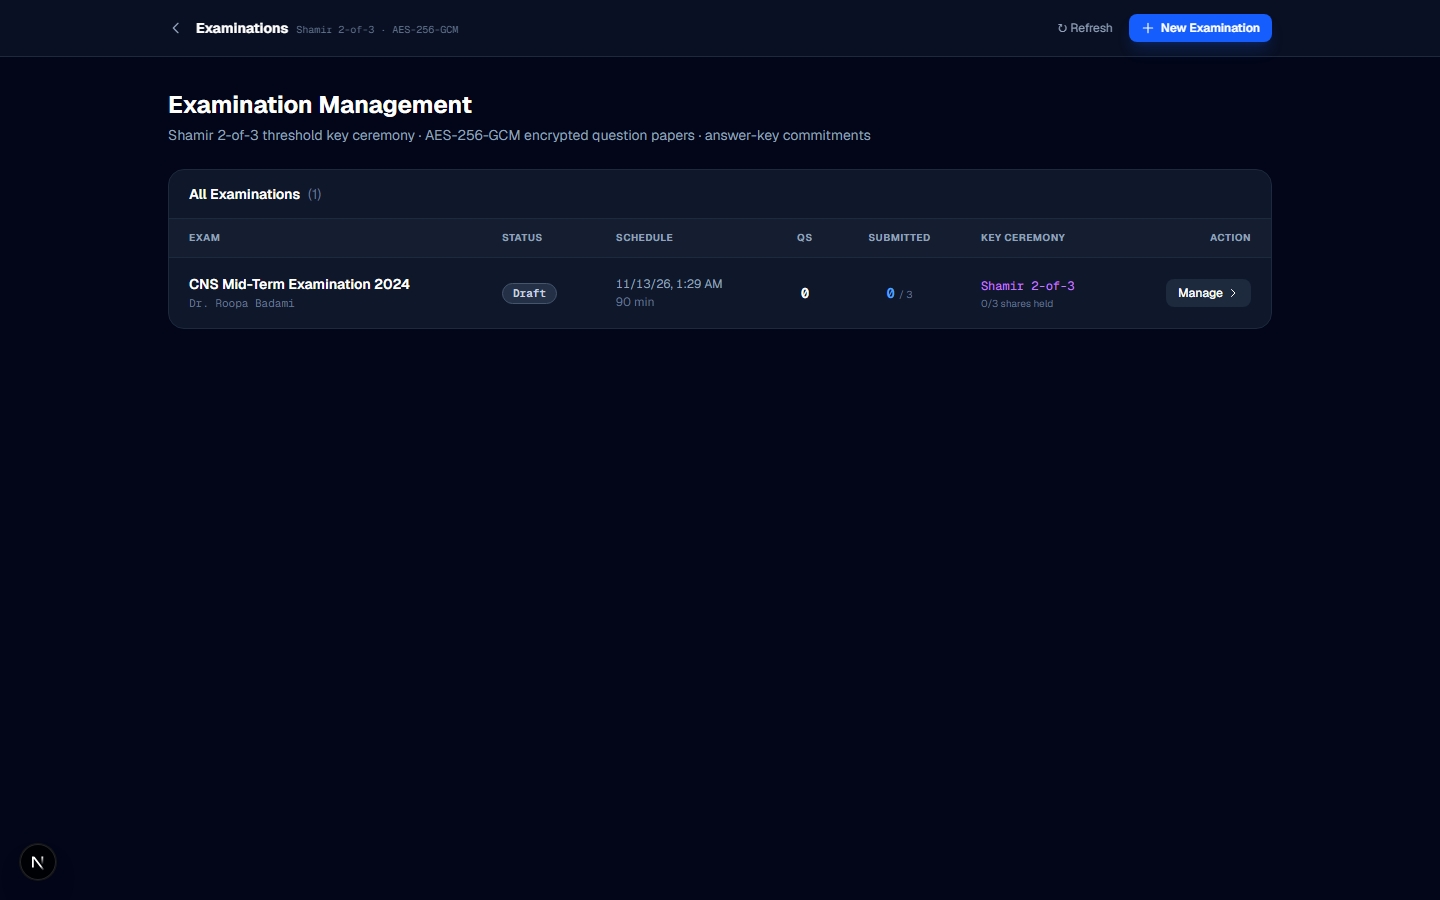 Examinations Shamir 2-of-3 · AES-256-GCM ↻ Refresh + New Examination
Examination Management
Shamir 2-of-3 threshold key ceremony · AES-256-GCM encrypted question papers · answer-key commitments
All Examinations (1)
EXAM STATUS SCHEDULE QS SUBMITTED KEY CEREMONY ACTION
CNS Mid-Term Examination 2024 Draft 11/13/26, 1:29 AM 0 0 / 3 Shamir 2-of-3 Manage
Dr. Roopa Badami 90 min 0/3 shares held
N